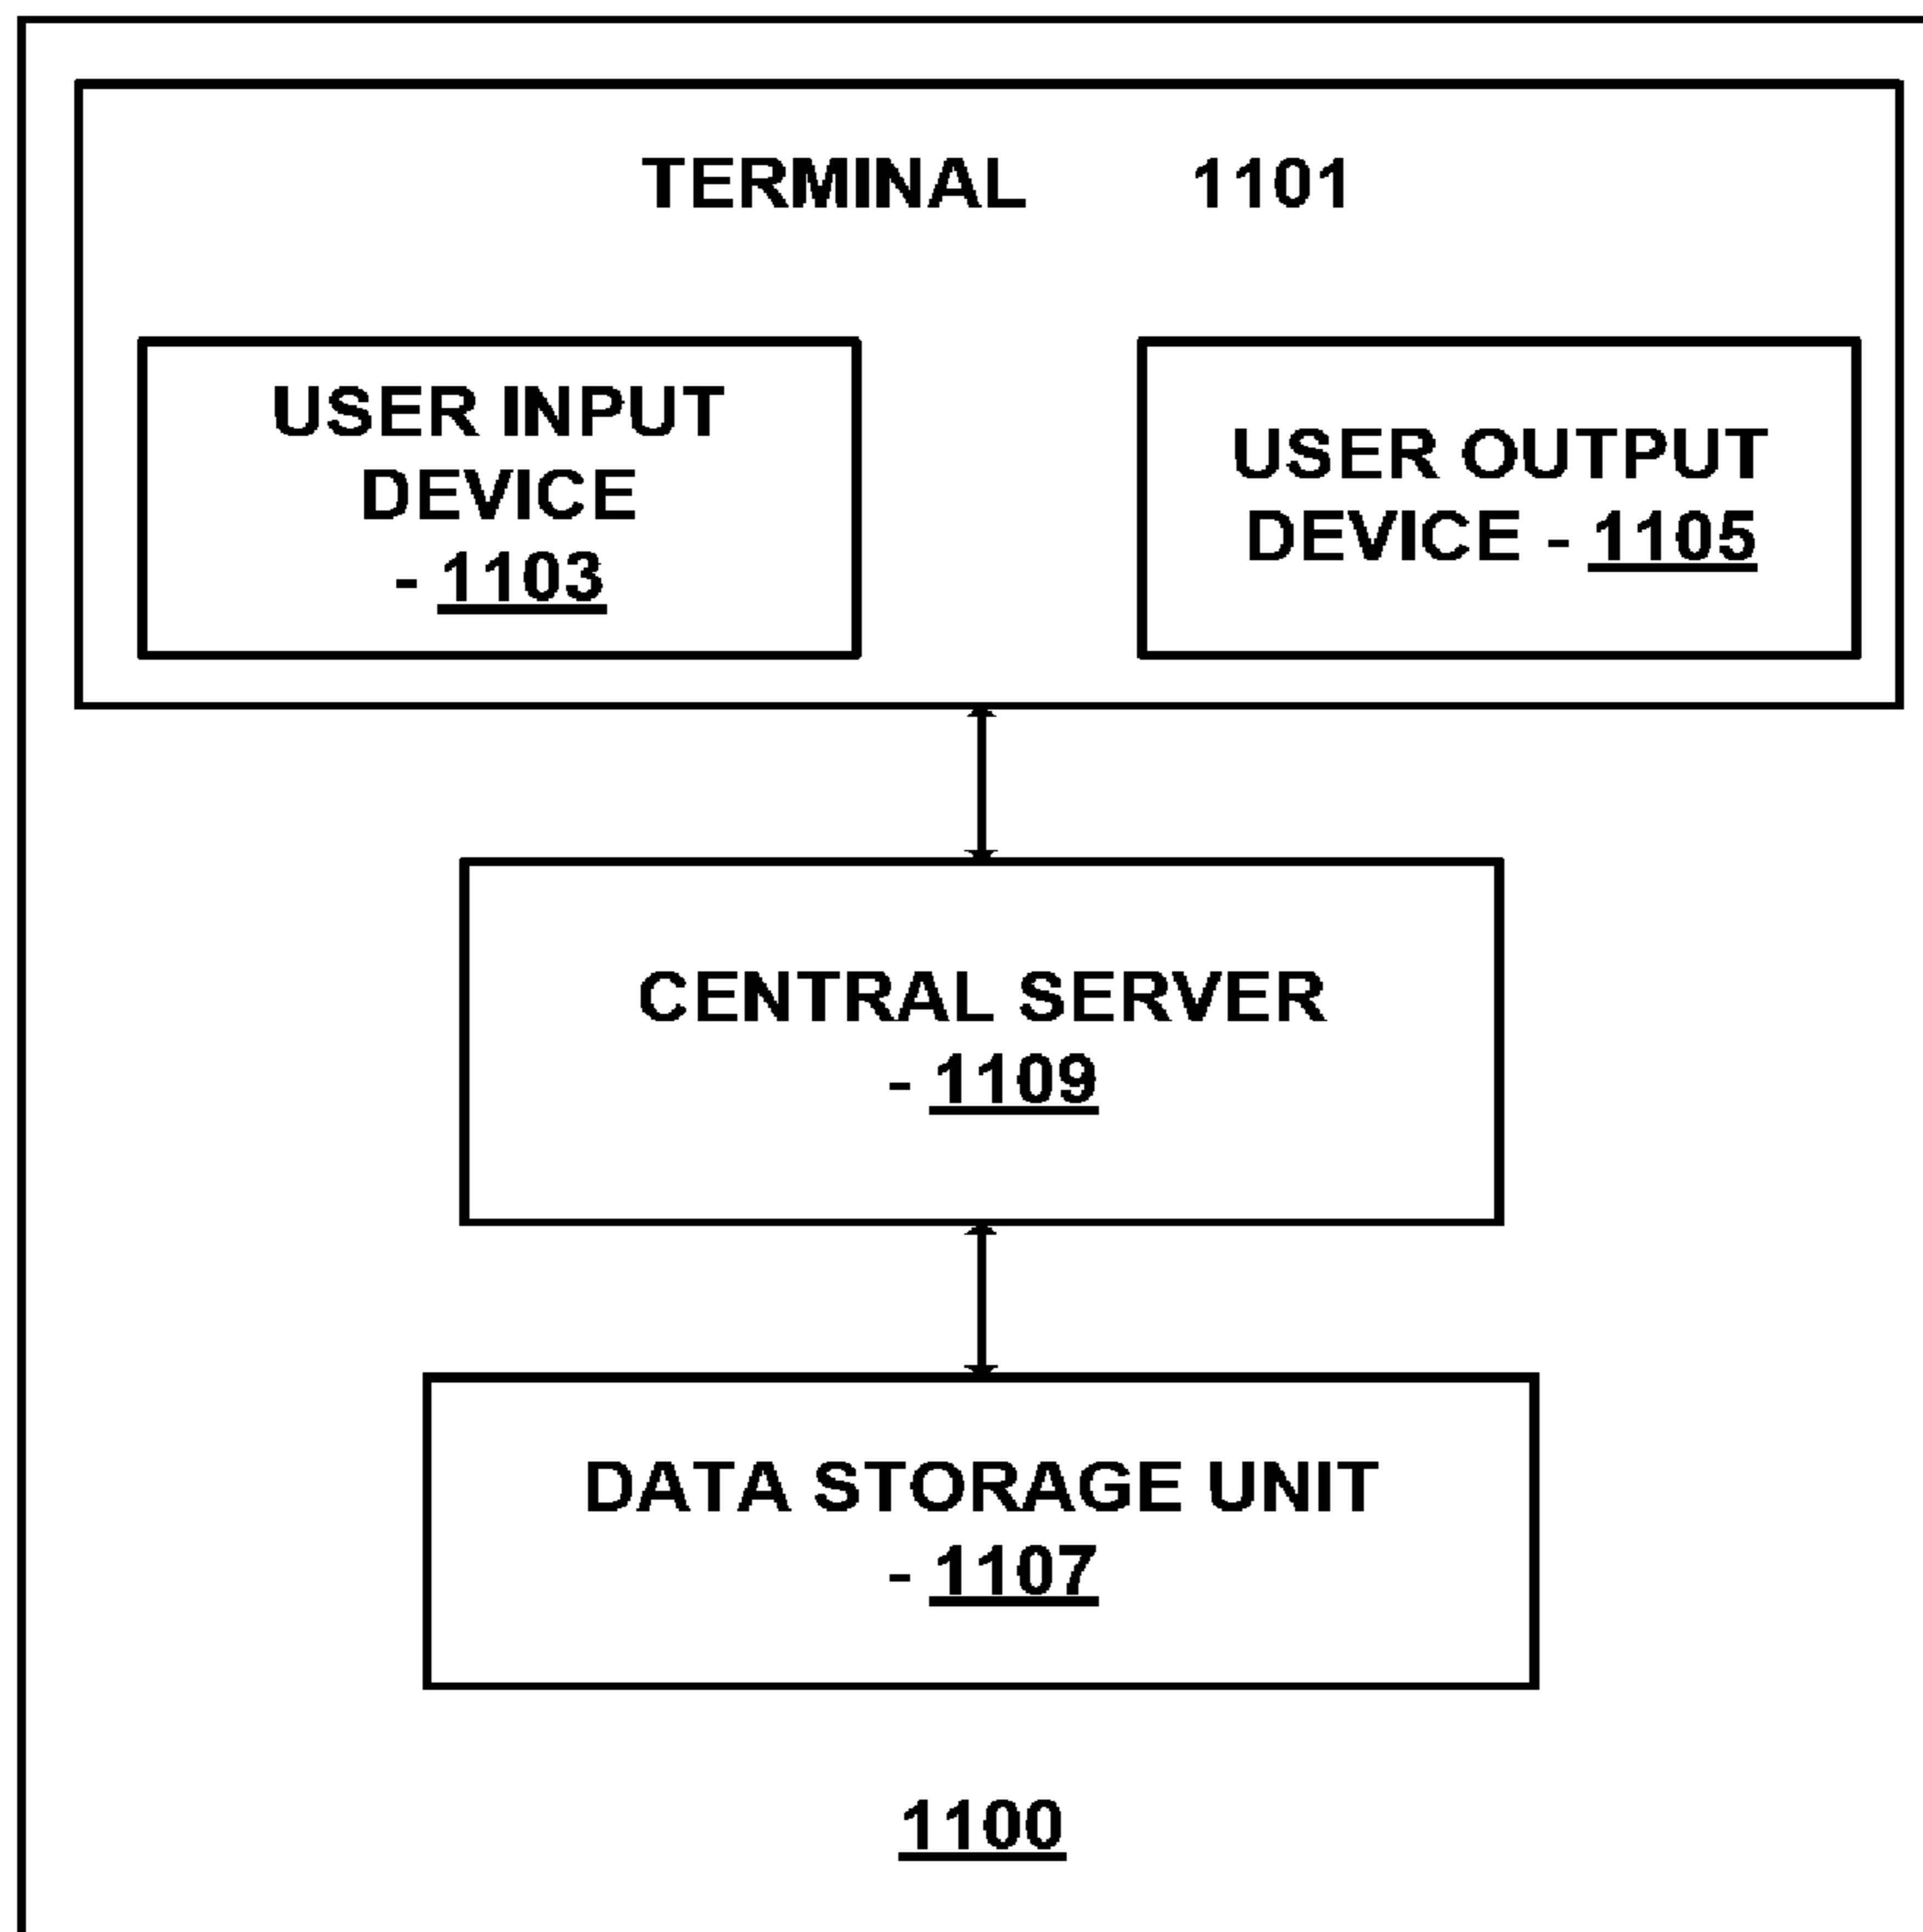 TERMINAL 1101
USER INPUT
DEVICE
- 1103
USER OUTPUT
DEVICE - 1105
CENTRAL SERVER
- 1109
DATA STORAGE UNIT
- 1107
1100